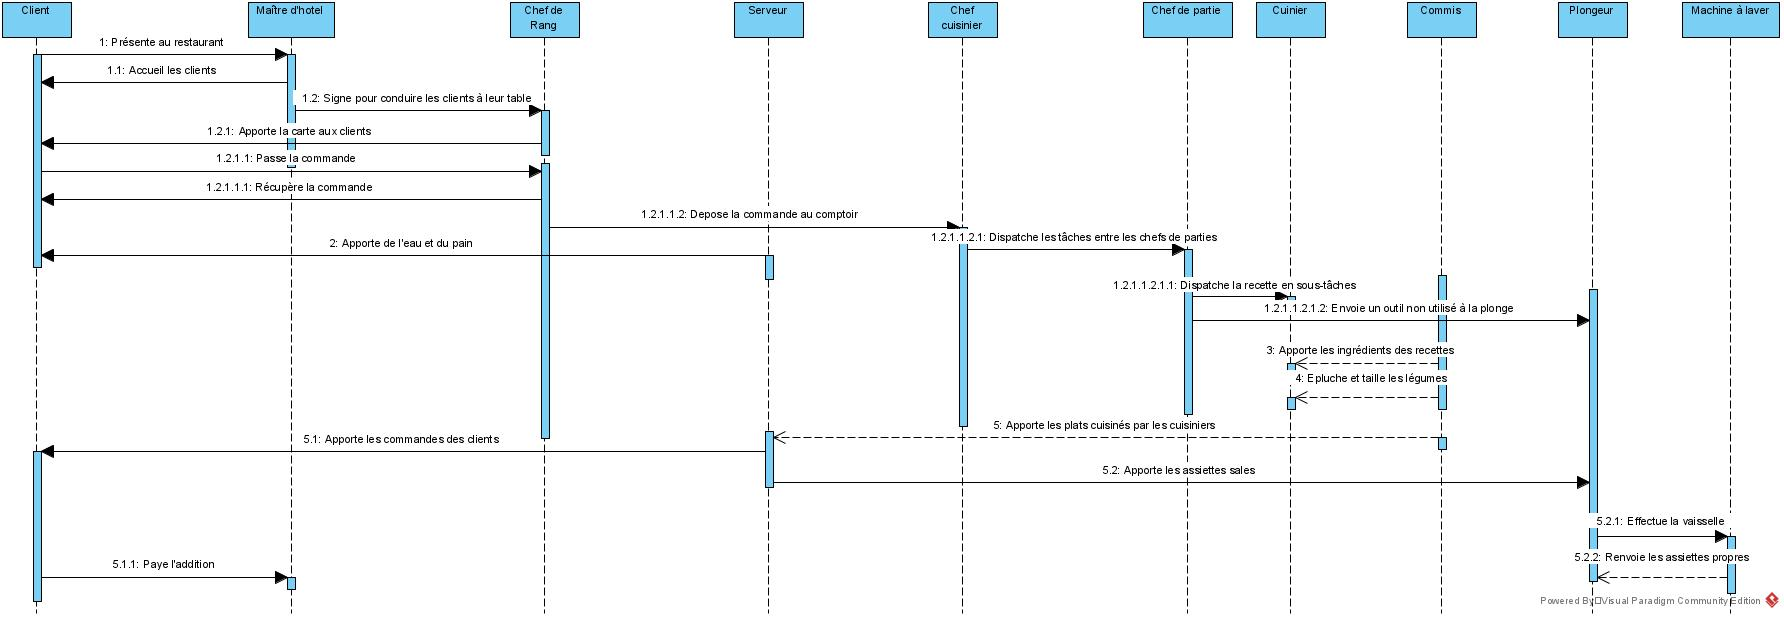 Client
Maître d'hotel
Chef de
Rang
Serveur
Chef
cuisinier
Chef de partie
Cuinier
Commis
Plongeur
Machine à laver
1: Présente au restaurant
1.1: Accueil les clients
1.2: Signe pour conduire les clients à leur table
1.2.1: Apporte la carte aux clients
1.2.1.1: Passe la commande
1.2.1.1.1: Récupère la commande
1.2.1.1.2: Depose la commande au comptoir
1.2.1.1.2.1: Dispatche les tâches entre les chefs de parties
2: Apporte de l'eau et du pain
1.2.1.1.2.1.1: Dispatche la recette en sous-tâches
1.2.1.1.2.1.2: Envoie un outil non utilisé à la plonge
3: Apporte les ingrédients des recettes
4: Epluche et taille les légumes
5: Apporte les plats cuisinés par les cuisiniers
5.1: Apporte les commandes des clients
5.2: Apporte les assiettes sales
5.2.1: Effectue la vaisselle
5.2.2: Renvoie les assiettes propres
5.1.1: Paye l'addition
Powered By Visual Paradigm Community Edition